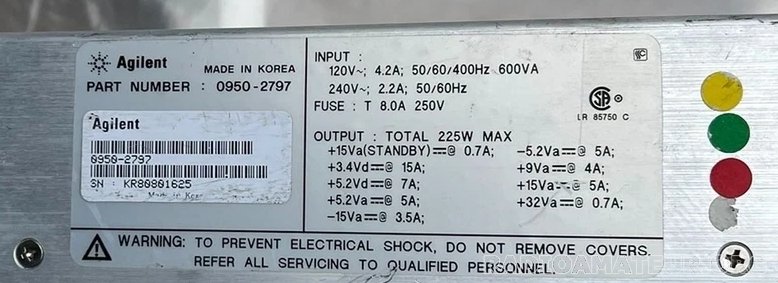 Agilent MADE IN KOREA
PART NUMBER : 0950-2797
Agilent
0950-2797
SN : KR80801625
Made in Korea
INPUT :
120V~; 4.2A; 50/60/400Hz 600VA
240V~; 2.2A; 50/60Hz
FUSE : T 8.0A 250V
LR 85750 C
OUTPUT : TOTAL 225W MAX
+15Va(STANDBY)⎓@ 0.7A; -5.2Va⎓@ 5A;
+3.4Vd⎓@ 15A; +9Va⎓@ 4A;
+5.2Vd⎓@ 7A; +15Va⎓@ 5A;
+5.2Va⎓@ 5A; +32Va⎓@ 0.7A;
-15Va⎓@ 3.5A;
WARNING: TO PREVENT ELECTRICAL SHOCK, DO NOT REMOVE COVERS.
REFER ALL SERVICING TO QUALIFIED PERSONNEL.